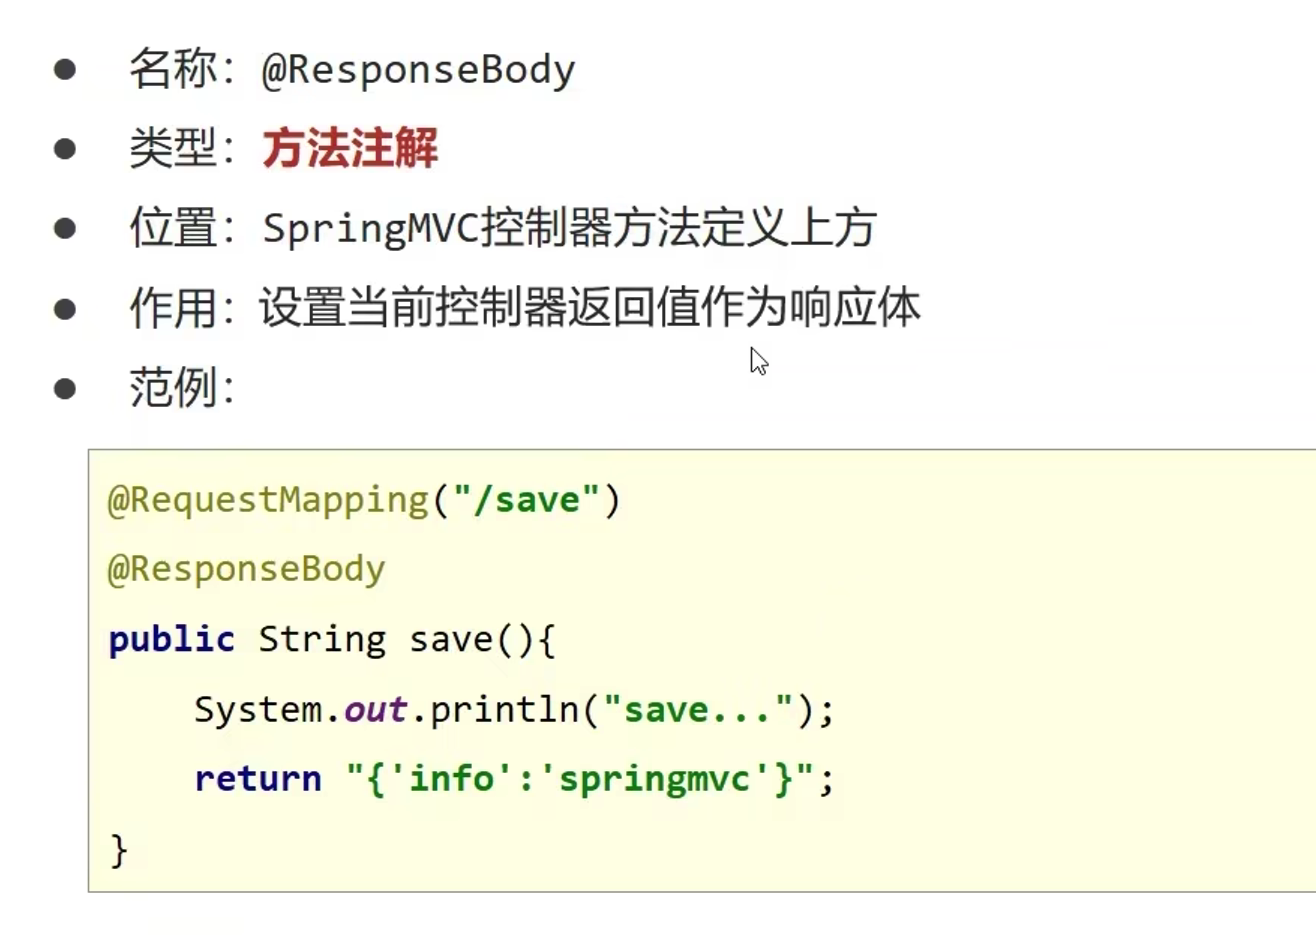 ● 名称：@ResponseBody
● 类型：方法注解
● 位置：SpringMVC控制器方法定义上方
● 作用：设置当前控制器返回值作为响应体
● 范例：
@RequestMapping("/save")
@ResponseBody
public String save(){
    System.out.println("save...");
    return "{'info':'springmvc'}";
}